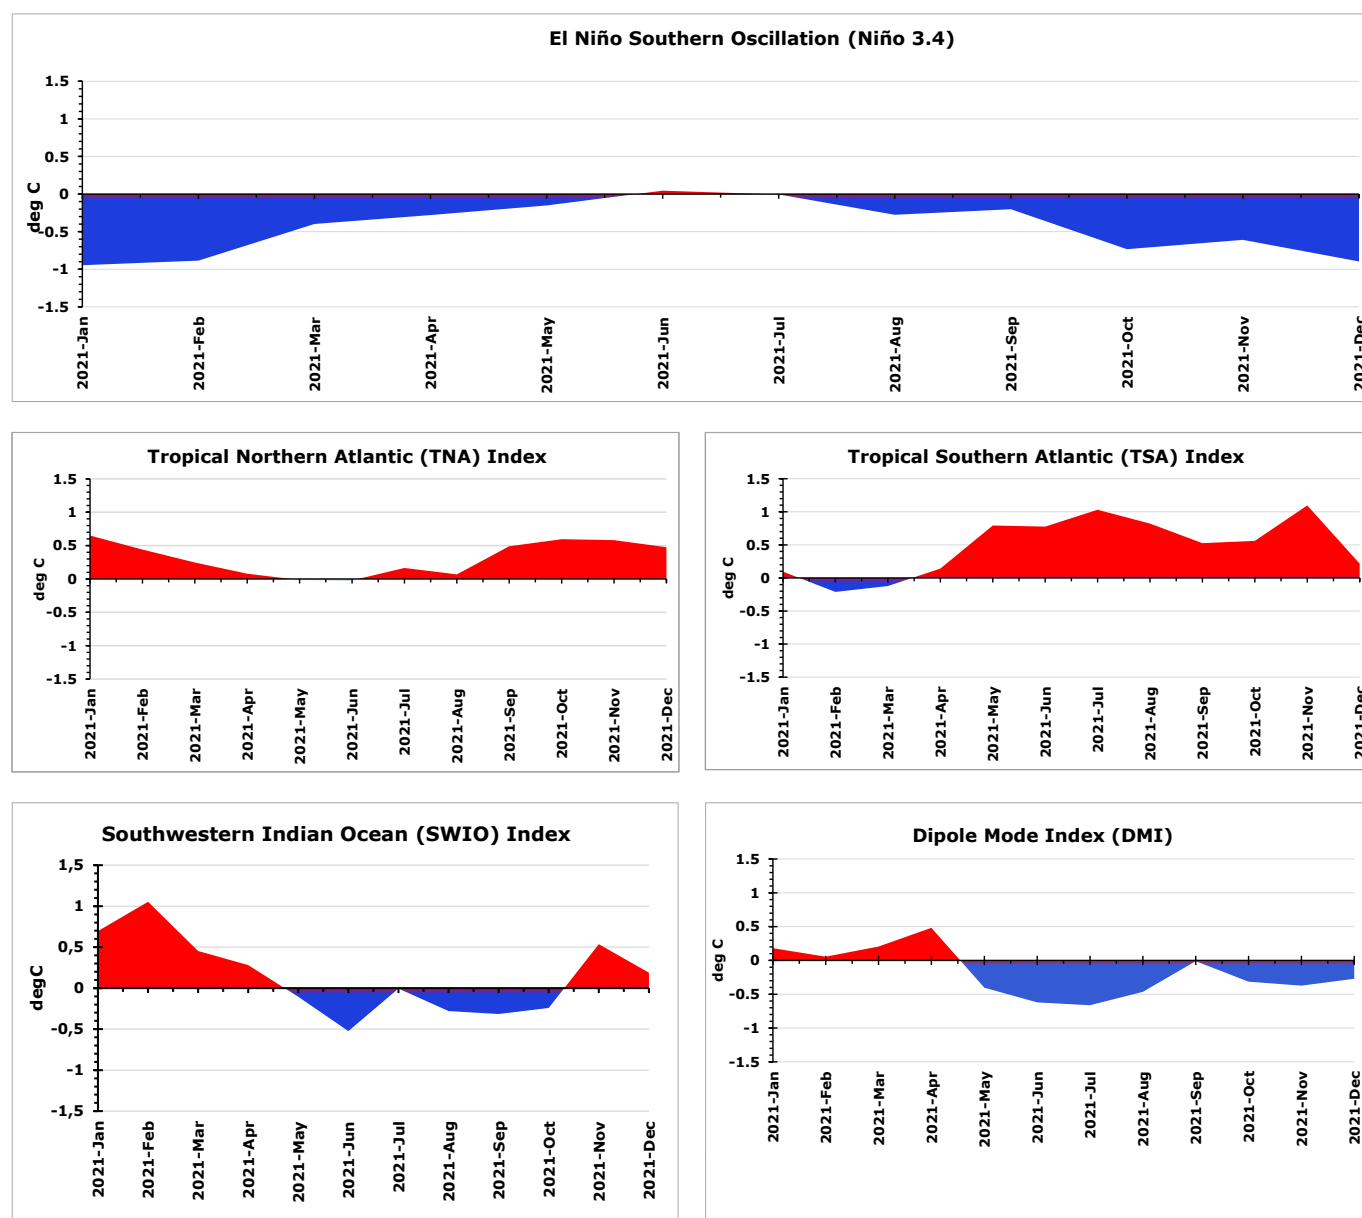 El Niño Southern Oscillation (Niño 3.4)
1.5
1
0.5
0
-0.5
-1
-1.5
deg C
2021-Jan
2021-Feb
2021-Mar
2021-Apr
2021-May
2021-Jun
2021-Jul
2021-Aug
2021-Sep
2021-Oct
2021-Nov
2021-Dec
Tropical Northern Atlantic (TNA) Index
1.5
1
0.5
0
-0.5
-1
-1.5
deg C
2021-Jan
2021-Feb
2021-Mar
2021-Apr
2021-May
2021-Jun
2021-Jul
2021-Aug
2021-Sep
2021-Oct
2021-Nov
2021-Dec
Tropical Southern Atlantic (TSA) Index
1.5
1
0.5
0
-0.5
-1
-1.5
deg C
2021-Jan
2021-Feb
2021-Mar
2021-Apr
2021-May
2021-Jun
2021-Jul
2021-Aug
2021-Sep
2021-Oct
2021-Nov
2021-Dec
Southwestern Indian Ocean (SWIO) Index
1,5
1
0,5
0
-0,5
-1
-1,5
degC
2021-Jan
2021-Feb
2021-Mar
2021-Apr
2021-May
2021-Jun
2021-Jul
2021-Aug
2021-Sep
2021-Oct
2021-Nov
2021-Dec
Dipole Mode Index (DMI)
1.5
1
0.5
0
-0.5
-1
-1.5
deg C
2021-Jan
2021-Feb
2021-Mar
2021-Apr
2021-May
2021-Jun
2021-Jul
2021-Aug
2021-Sep
2021-Oct
2021-Nov
2021-Dec